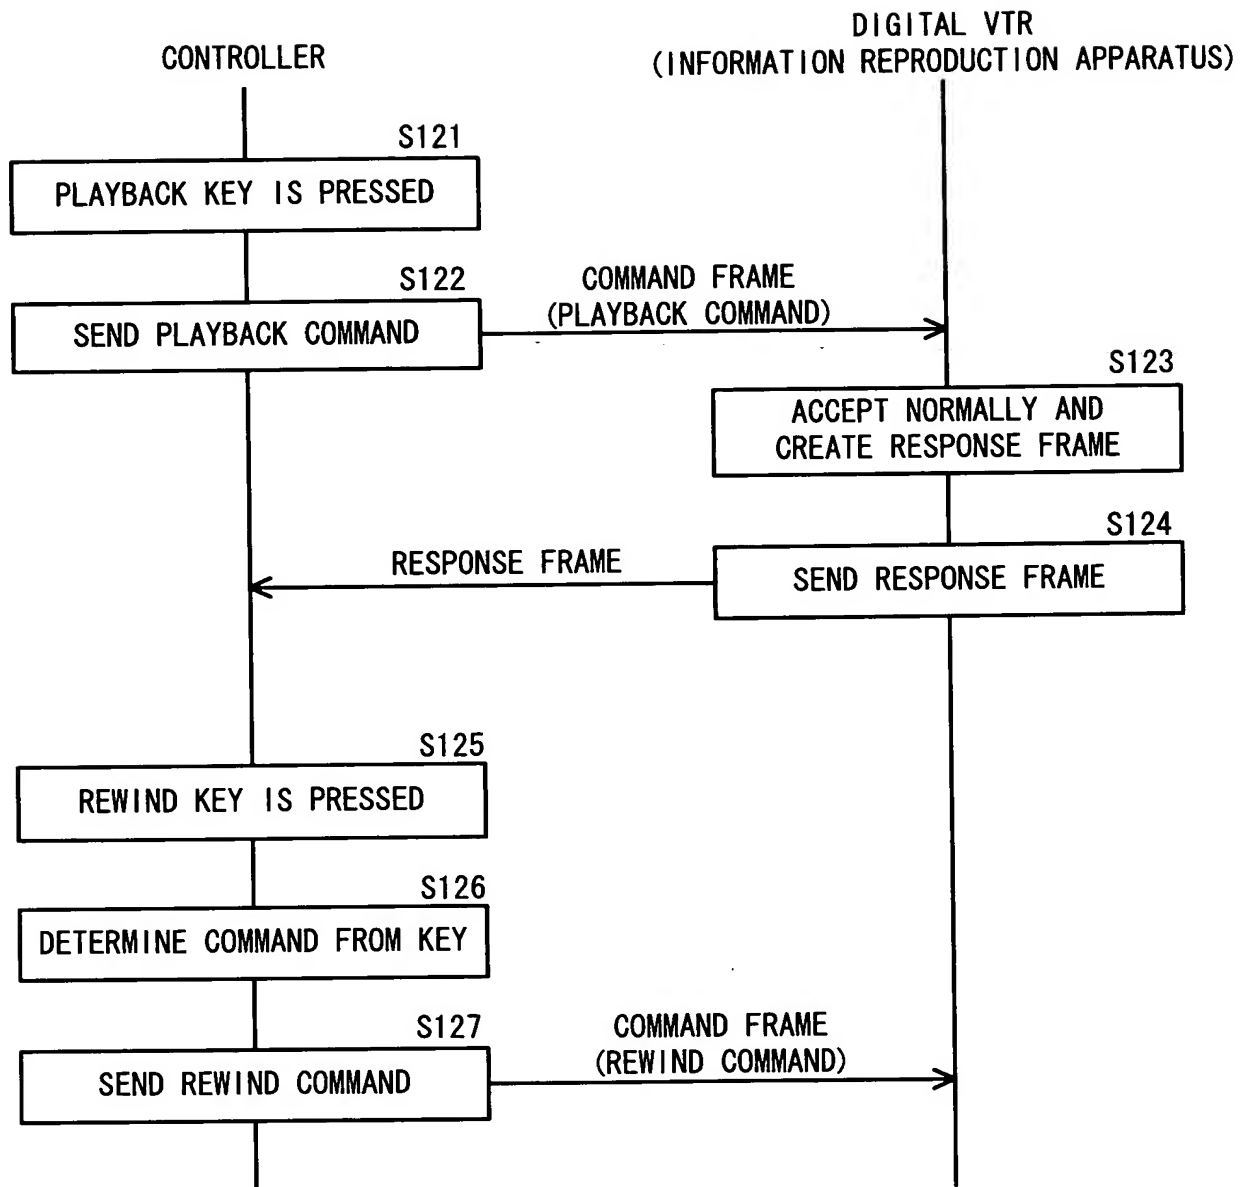 CONTROLLER
DIGITAL VTR
(INFORMATION REPRODUCTION APPARATUS)
S121
PLAYBACK KEY IS PRESSED
S122
SEND PLAYBACK COMMAND
COMMAND FRAME
(PLAYBACK COMMAND)
S123
ACCEPT NORMALLY AND
CREATE RESPONSE FRAME
S124
SEND RESPONSE FRAME
RESPONSE FRAME
S125
REWIND KEY IS PRESSED
S126
DETERMINE COMMAND FROM KEY
S127
SEND REWIND COMMAND
COMMAND FRAME
(REWIND COMMAND)